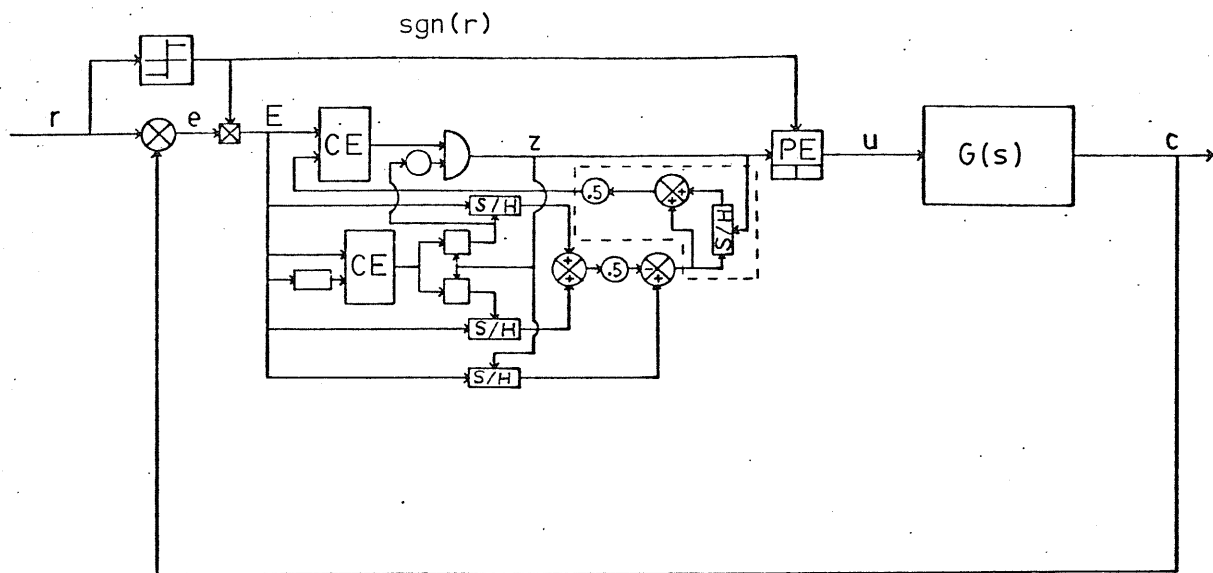 sgn(r)
r
e
E
CE
z
PE
u
G(s)
c
.5
+
+
S/H
S/H
CE
+
+
.5
-
+
S/H
S/H